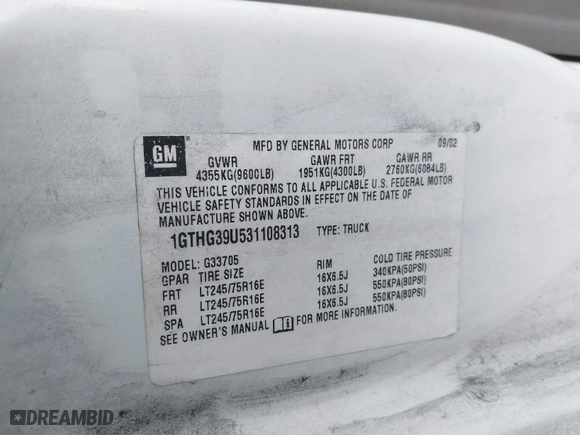 GM
MFD BY GENERAL MOTORS CORP 09/02
GVWR GAWR FRT GAWR RR
4355KG(9600LB) 1951KG(4300LB) 2760KG(6084LB)
THIS VEHICLE CONFORMS TO ALL APPLICABLE U.S. FEDERAL MOTOR
VEHICLE SAFETY STANDARDS IN EFFECT ON THE DATE OF
MANUFACTURE SHOWN ABOVE.
1GTHG39U531108313 TYPE: TRUCK
MODEL: G33705
GPAR TIRE SIZE RIM COLD TIRE PRESSURE
FRT LT245/75R16E 16X6.5J 340KPA(50PSI)
RR LT245/75R16E 16X6.5J 550KPA(80PSI)
SPA LT245/75R16E 16X6.5J 550KPA(80PSI)
SEE OWNER'S MANUAL FOR MORE INFORMATION.
DREAMBID